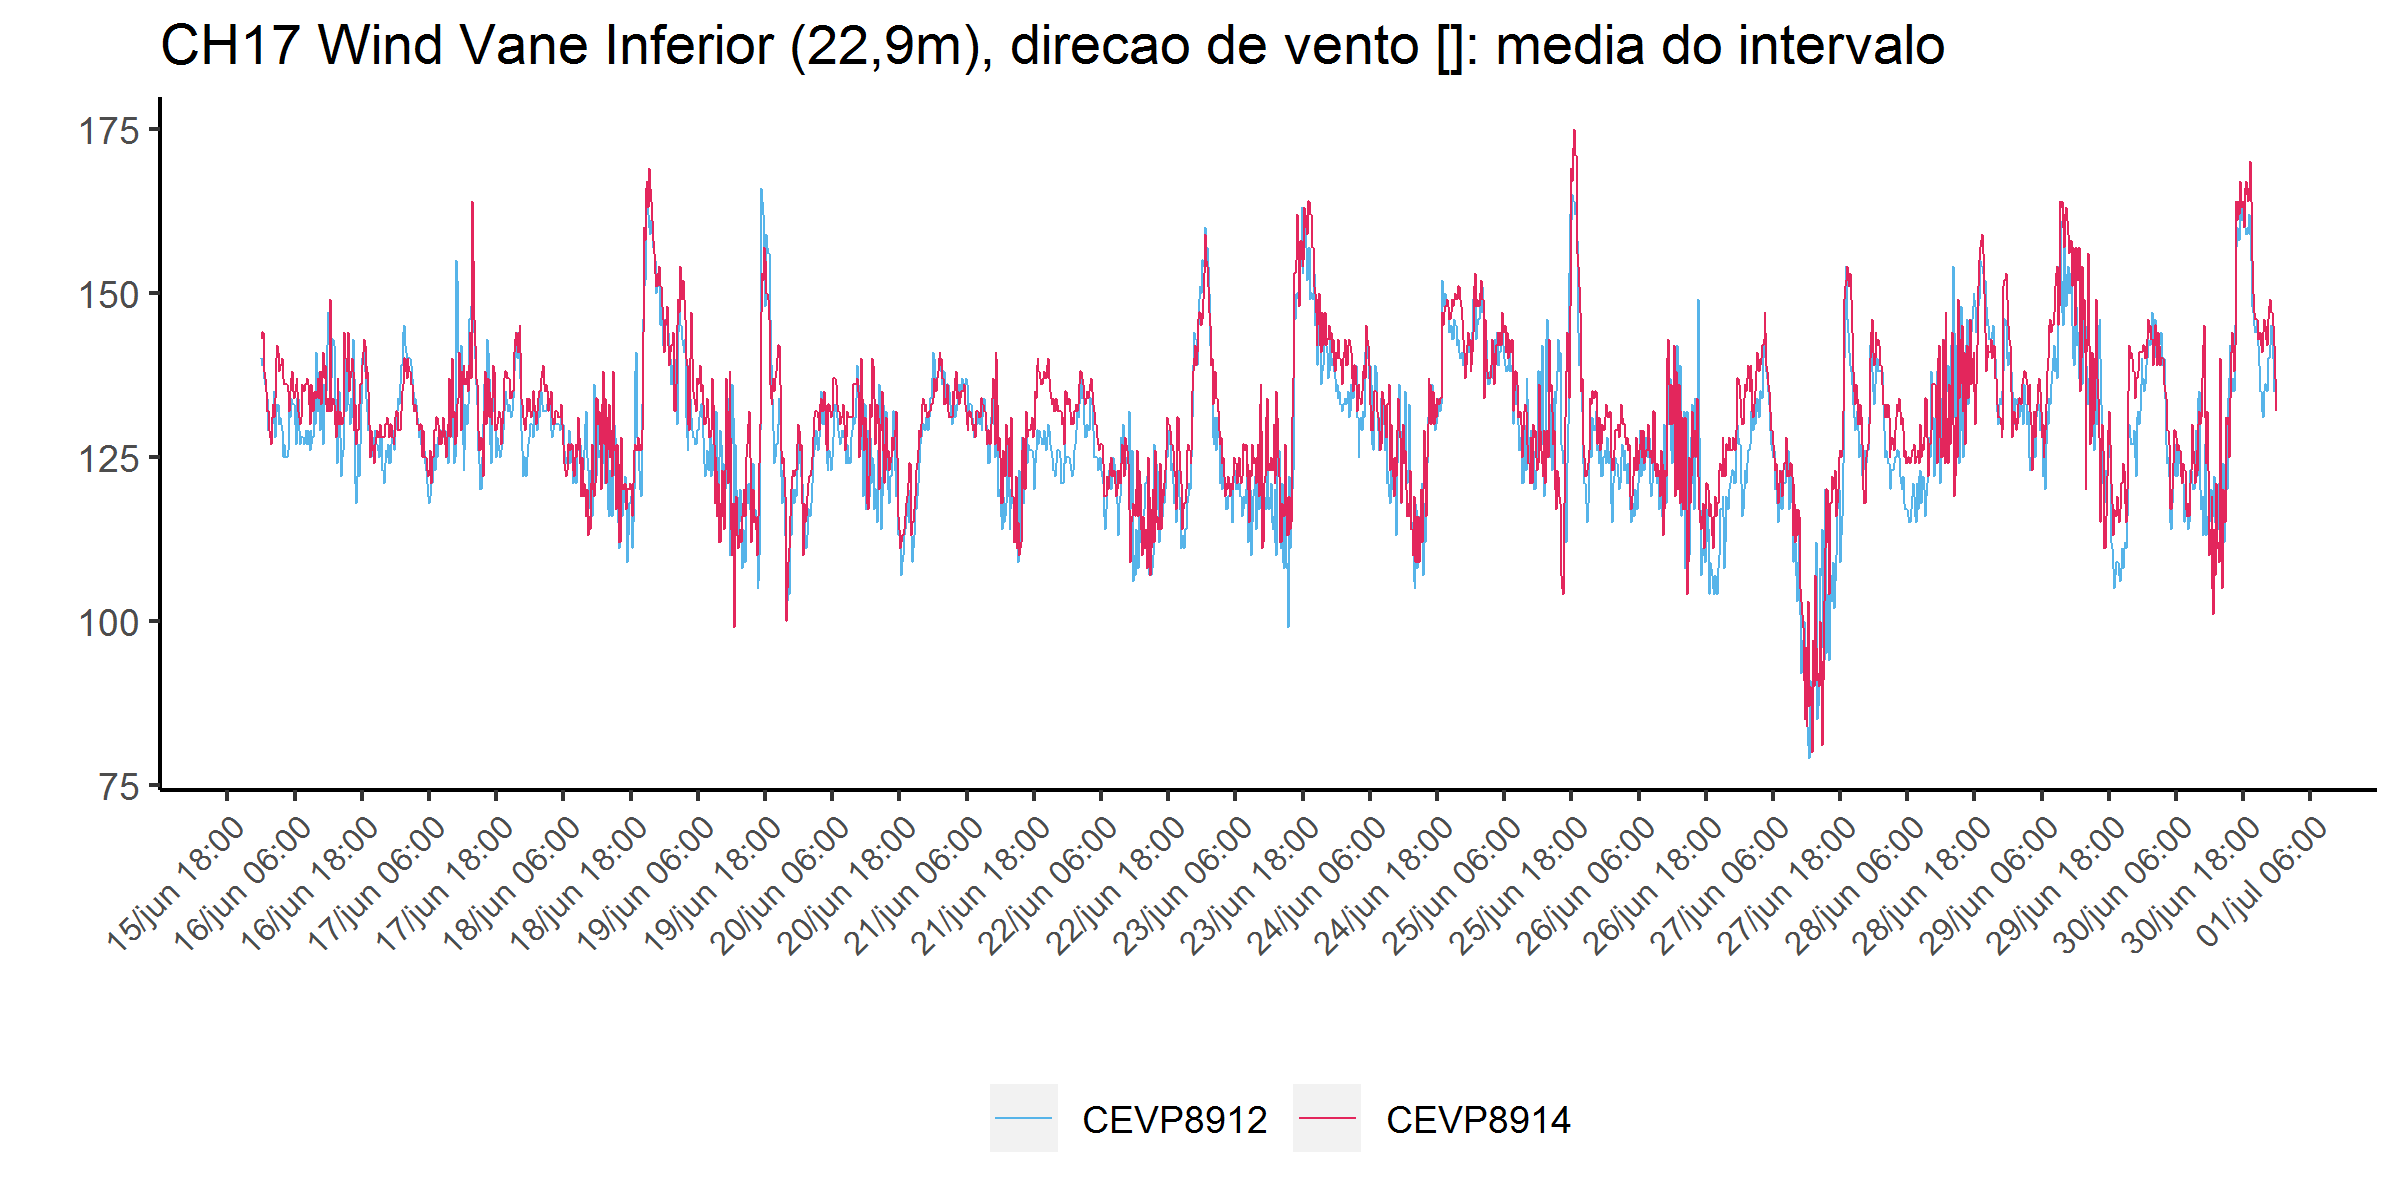 CH17 Wind Vane Inferior (22,9m), direcao de vento []: media do intervalo
175
150
125
100
75
15/jun 18:00
16/jun 06:00
16/jun 18:00
17/jun 06:00
17/jun 18:00
18/jun 06:00
18/jun 18:00
19/jun 06:00
19/jun 18:00
20/jun 06:00
20/jun 18:00
21/jun 06:00
21/jun 18:00
22/jun 06:00
22/jun 18:00
23/jun 06:00
23/jun 18:00
24/jun 06:00
24/jun 18:00
25/jun 06:00
25/jun 18:00
26/jun 06:00
26/jun 18:00
27/jun 06:00
27/jun 18:00
28/jun 06:00
28/jun 18:00
29/jun 06:00
29/jun 18:00
30/jun 06:00
30/jun 18:00
01/jul 06:00
CEVP8912 CEVP8914